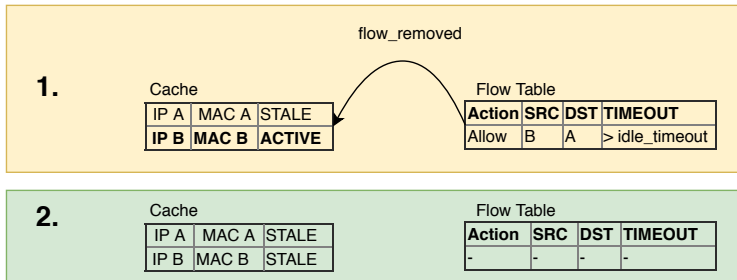 flow_removed
1.
Cache
IP A MAC A STALE
IP B MAC B ACTIVE
Flow Table
Action SRC DST TIMEOUT
Allow B A > idle_timeout
2.
Cache
IP A MAC A STALE
IP B MAC B STALE
Flow Table
Action SRC DST TIMEOUT
- - - -